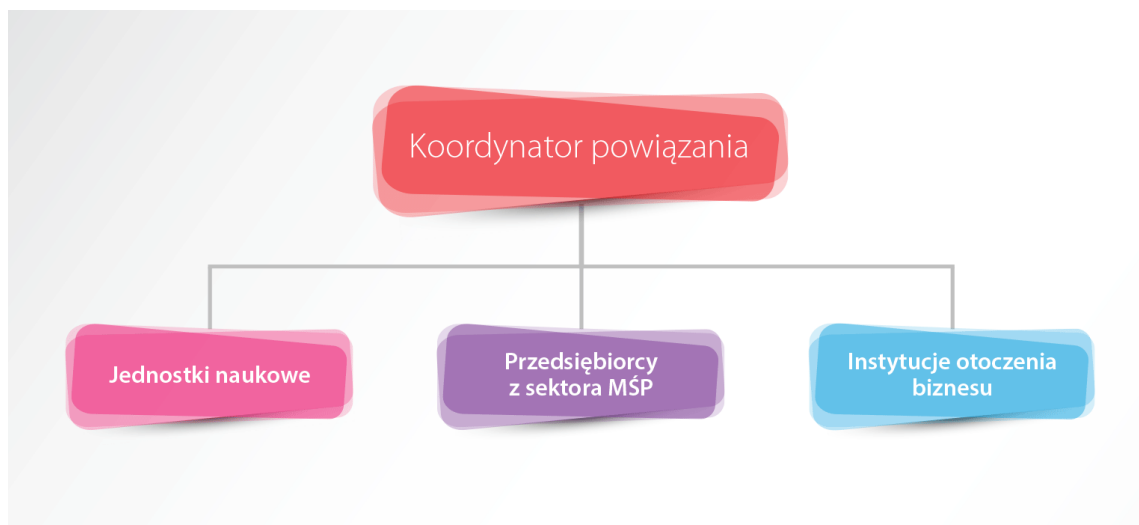 Koordynator powiązania
Jednostki naukowe
Przedsiębiorcy
z sektora MŚP
Instytucje otoczenia
biznesu